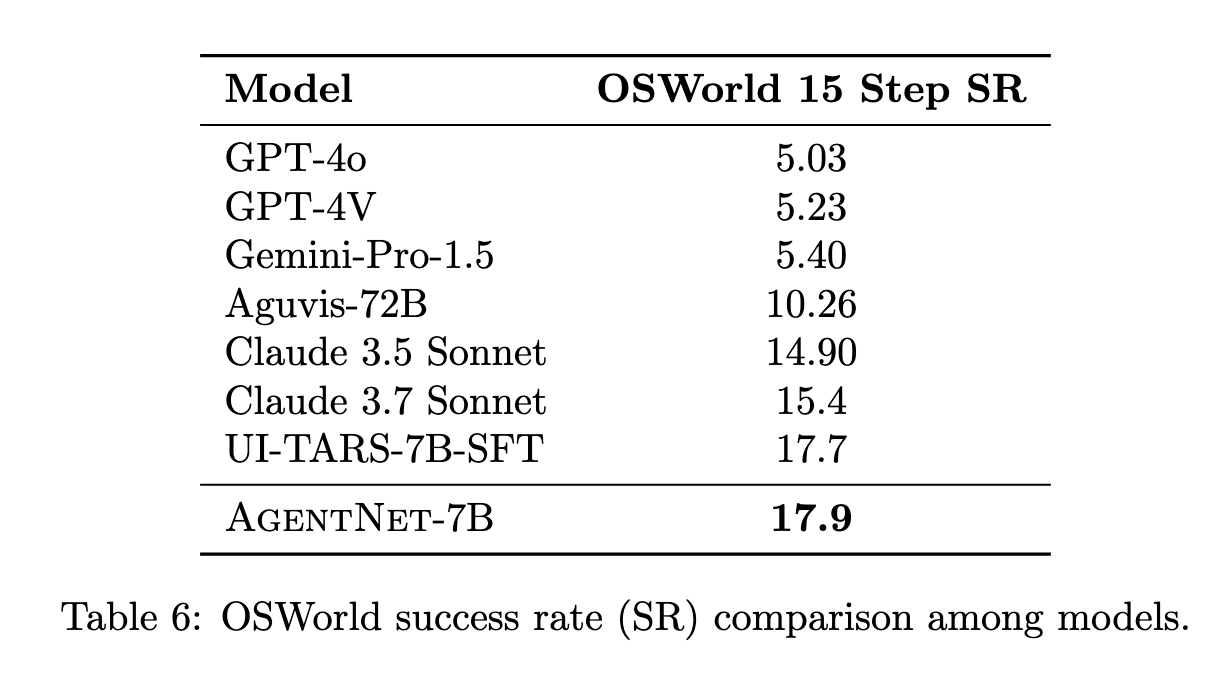 Model OSWorld 15 Step SR
GPT-4o 5.03
GPT-4V 5.23
Gemini-Pro-1.5 5.40
Aguvis-72B 10.26
Claude 3.5 Sonnet 14.90
Claude 3.7 Sonnet 15.4
UI-TARS-7B-SFT 17.7
AGENTNET-7B 17.9
Table 6: OSWorld success rate (SR) comparison among models.